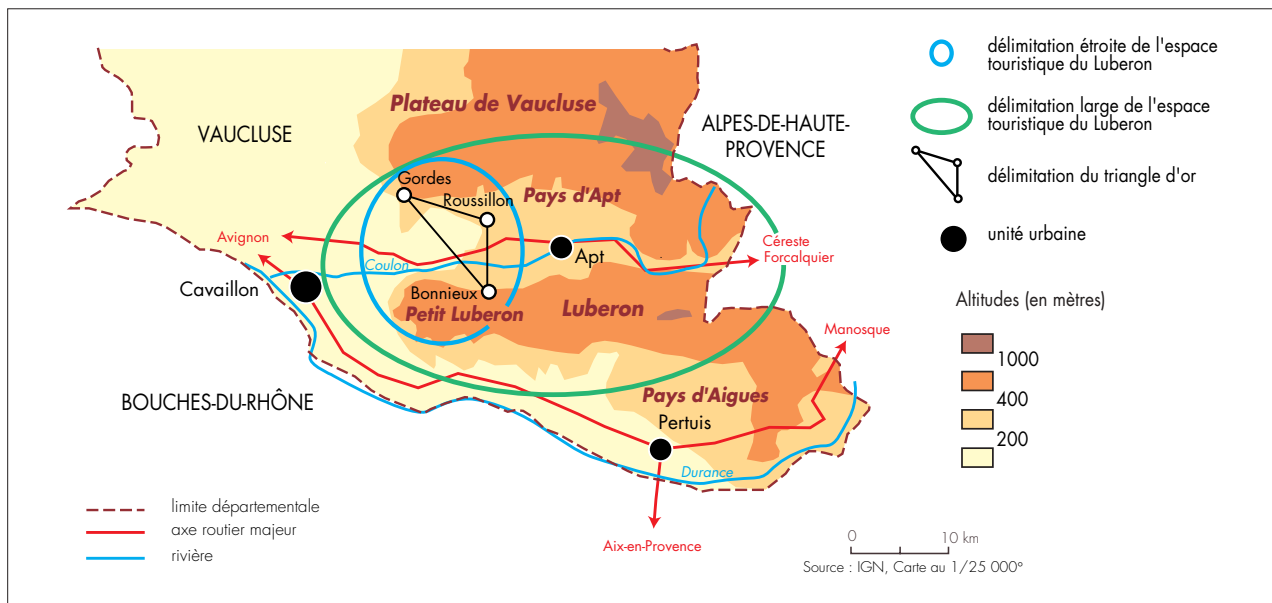 délimitation étroite de l'espace
touristique du Luberon
délimitation large de l'espace
touristique du Luberon
délimitation du triangle d'or
unité urbaine
Altitudes (en mètres)
1000
400
200
Plateau de Vaucluse
VAUCLUSE
ALPES-DE-HAUTE-
PROVENCE
Gordes
Roussillon
Pays d'Apt
Avignon
Coulon
Apt
Céreste
Forcalquier
Cavaillon
Bonnieux
Petit Luberon
Luberon
Manosque
BOUCHES-DU-RHÔNE
Pays d'Aigues
Pertuis
Durance
Aix-en-Provence
limite départementale
axe routier majeur
rivière
0 10 km
Source : IGN, Carte au 1/25 000°